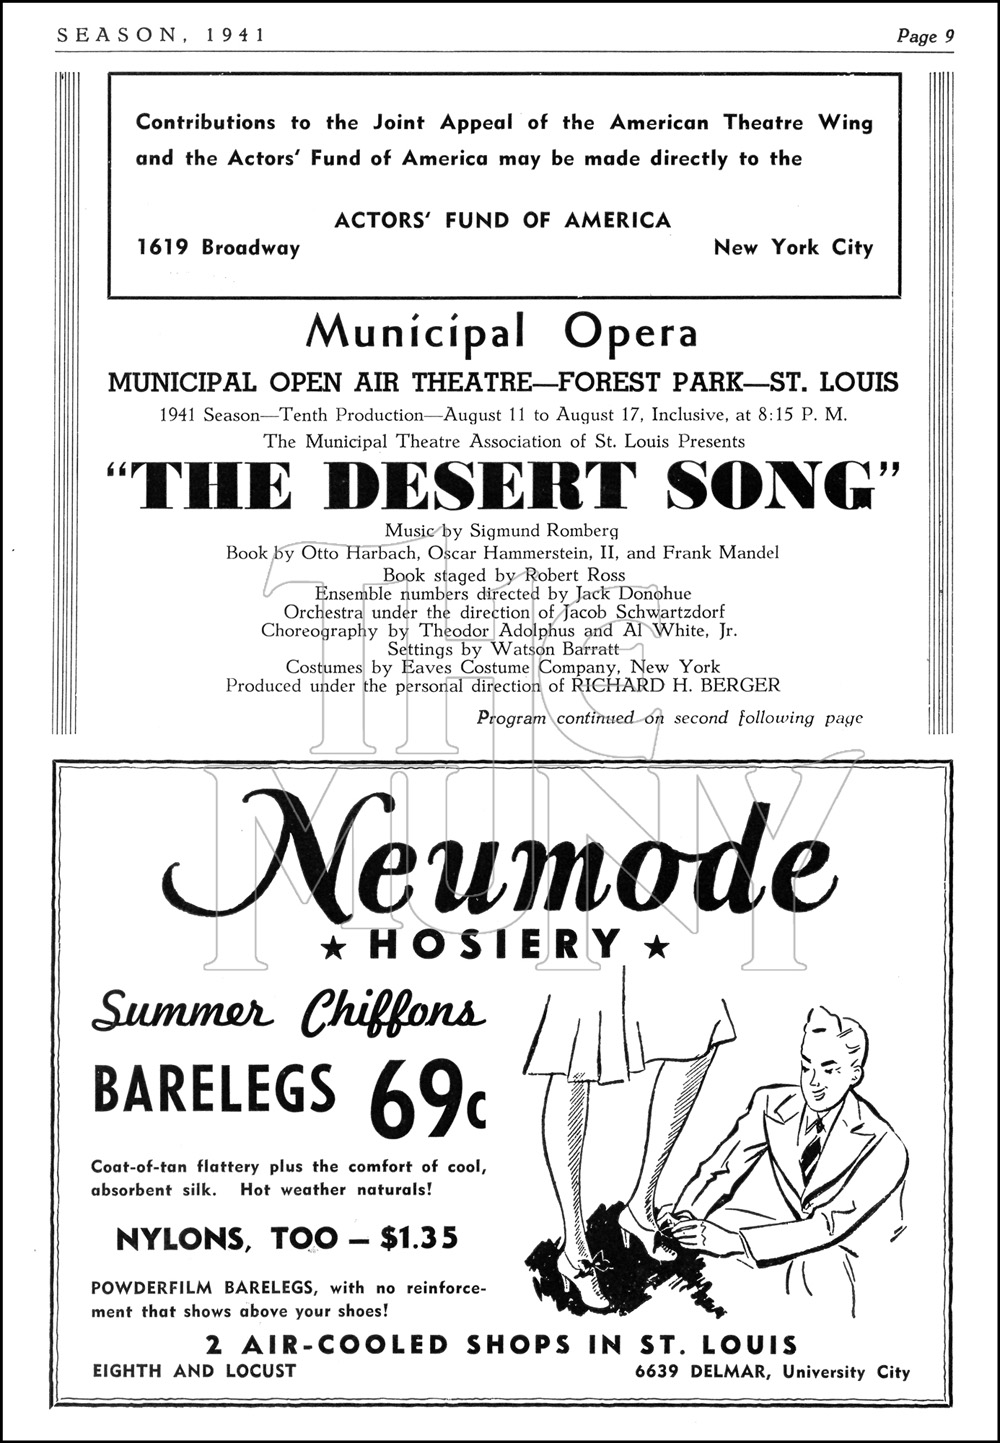 SEASON, 1941
Page 9
Contributions to the Joint Appeal of the American Theatre Wing
and the Actors' Fund of America may be made directly to the
ACTORS' FUND OF AMERICA
1619 Broadway New York City
Municipal Opera
MUNICIPAL OPEN AIR THEATRE—FOREST PARK—ST. LOUIS
1941 Season—Tenth Production—August 11 to August 17, Inclusive, at 8:15 P. M.
The Municipal Theatre Association of St. Louis Presents
"THE DESERT SONG"
Music by Sigmund Romberg
Book by Otto Harbach, Oscar Hammerstein, II, and Frank Mandel
Book staged by Robert Ross
Ensemble numbers directed by Jack Donohue
Orchestra under the direction of Jacob Schwartzdorf
Choreography by Theodor Adolphus and Al White, Jr.
Settings by Watson Barratt
Costumes by Eaves Costume Company, New York
Produced under the personal direction of RICHARD H. BERGER
Program continued on second following page
THE
MUNY
Neumode
★ HOSIERY ★
Summer Chiffons
BARELEGS 69c
Coat-of-tan flattery plus the comfort of cool,
absorbent silk. Hot weather naturals!
NYLONS, TOO — $1.35
POWDERFILM BARELEGS, with no reinforce-
ment that shows above your shoes!
2 AIR-COOLED SHOPS IN ST. LOUIS
EIGHTH AND LOCUST 6639 DELMAR, University City